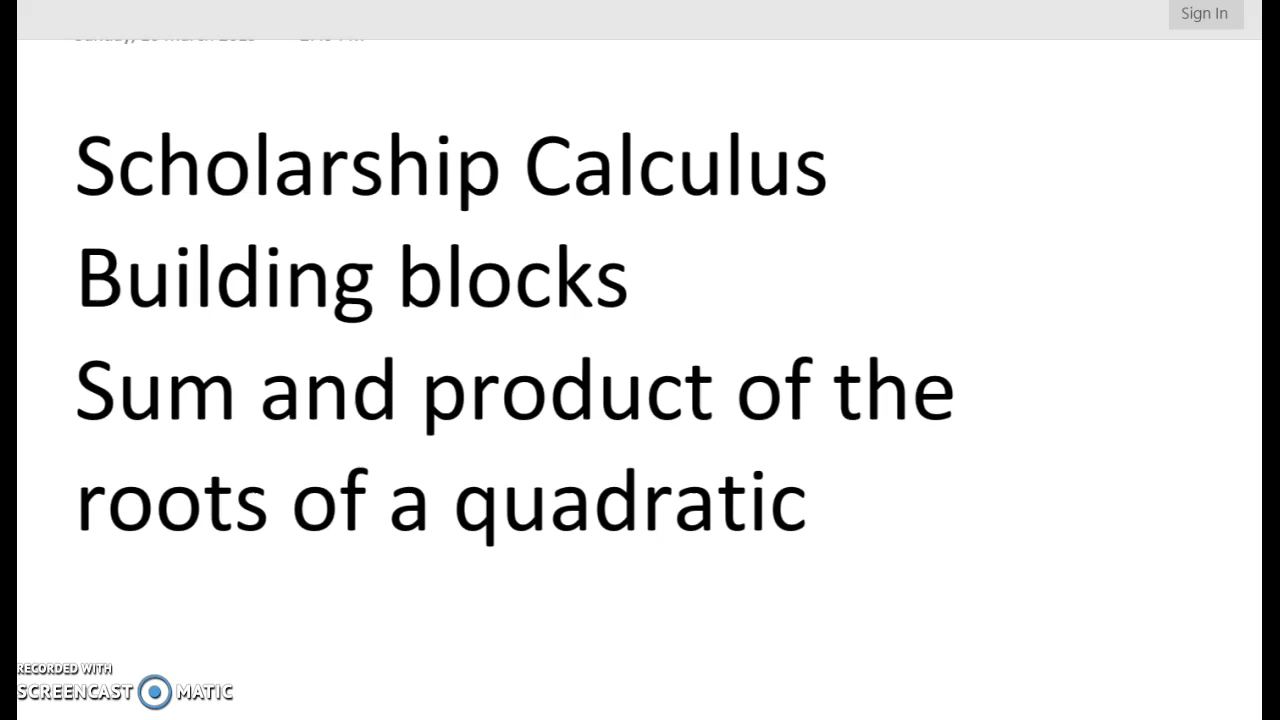 Sign In
Scholarship Calculus
Building blocks
Sum and product of the
roots of a quadratic
RECORDED WITH
SCREENCAST MATIC